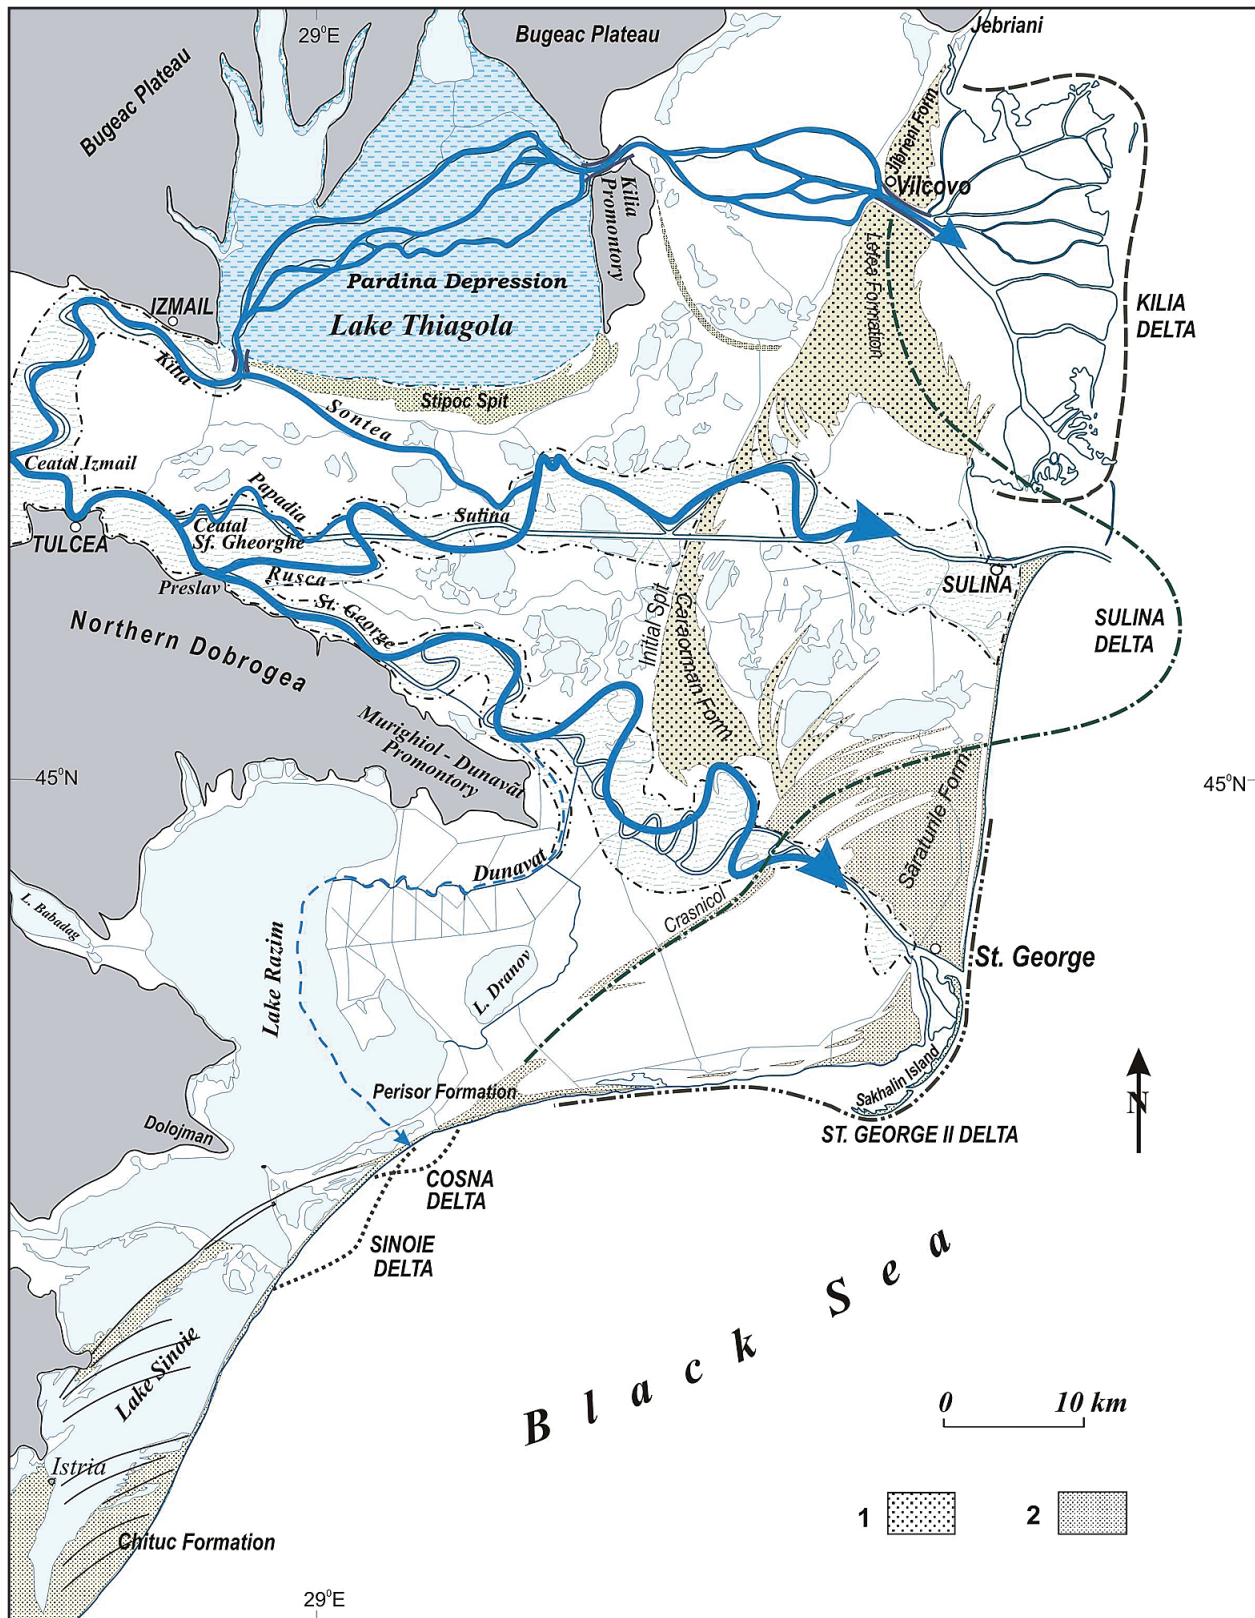 29°E
Bugeac Plateau
Jebriani
Bugeac Plateau
Jibrieni Form.
Vilcovo
Kilia
Promontory
Letea Formation
Pardina Depression
Lake Thiagola
IZMAIL
Kilia
KILIA
DELTA
Stipoc Spit
Sontea
Ceatal Izmail
Papadia
Ceatal
Sf. Gheorghe
Sulina
TULCEA
Rusca
Preslav
St. George
SULINA
SULINA
DELTA
Initial Spit
Caraorman Form.
Northern Dobrogea
Murighiol - Dunavat
Promontory
45°N
45°N
Săraturile Form.
Dunavat
Crasnicol
L. Babadag
Lake Razim
L. Dranov
St. George
Sakhalin Island
Perisor Formation
N
Dolojman
ST. GEORGE II DELTA
COSNA
DELTA
SINOIE
DELTA
Black Sea
Lake Sinoie
0 10 km
Istria
1 2
Chituc Formation
29°E